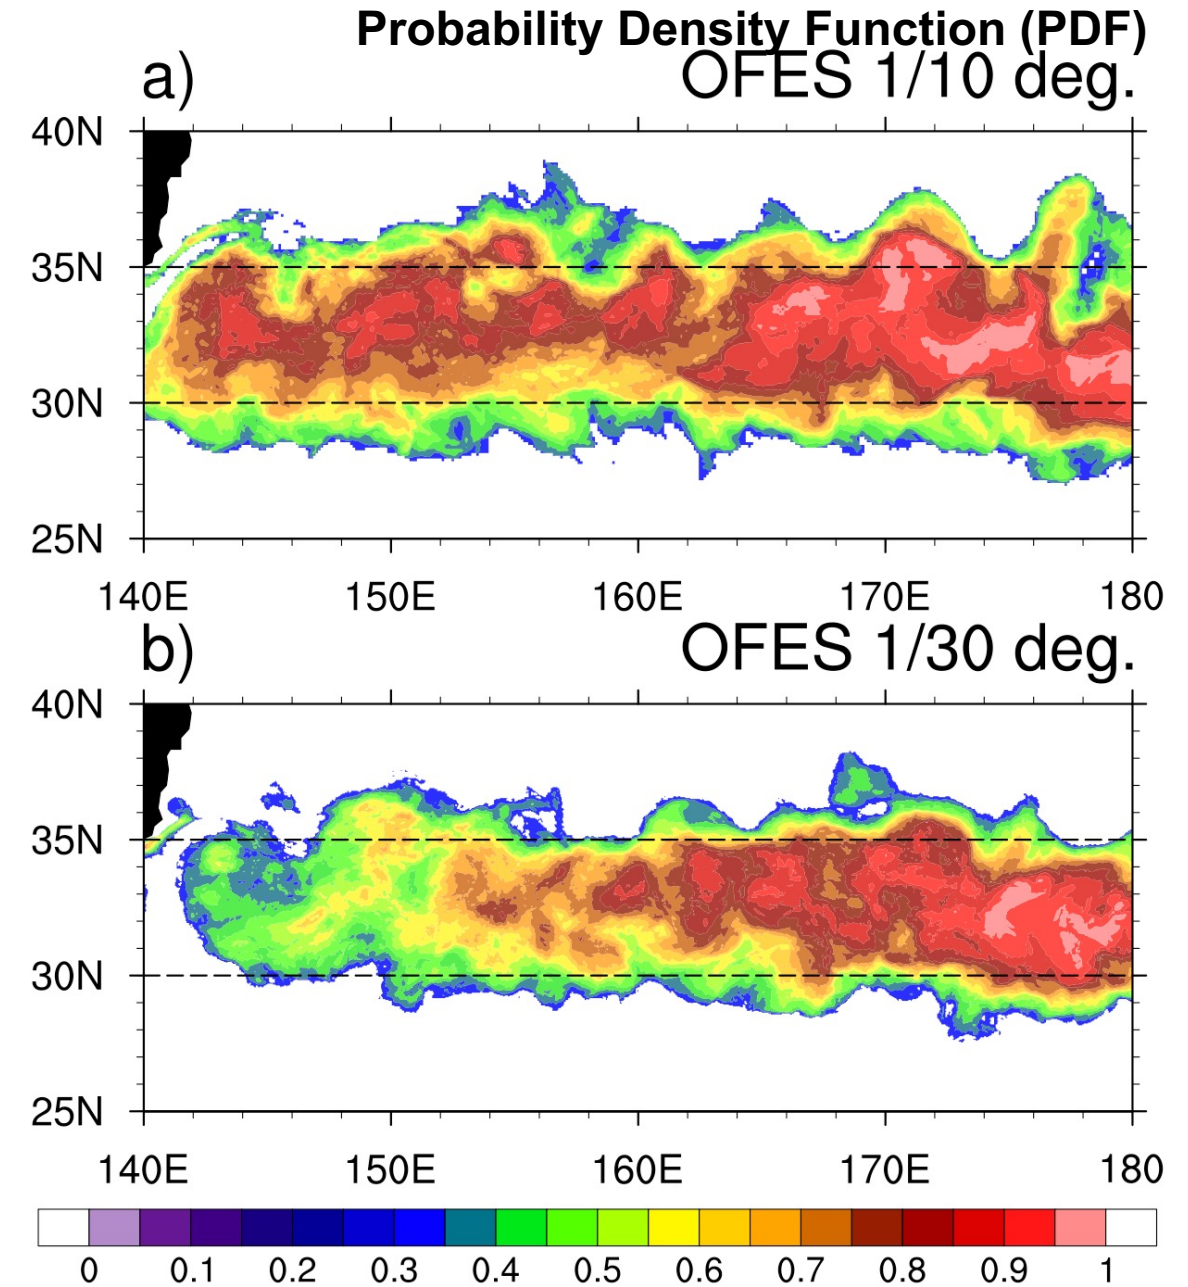 Probability Density Function (PDF)
a) OFES 1/10 deg.
40N
35N
30N
25N
140E 150E 160E 170E 180
b) OFES 1/30 deg.
40N
35N
30N
25N
140E 150E 160E 170E 180
0 0.1 0.2 0.3 0.4 0.5 0.6 0.7 0.8 0.9 1